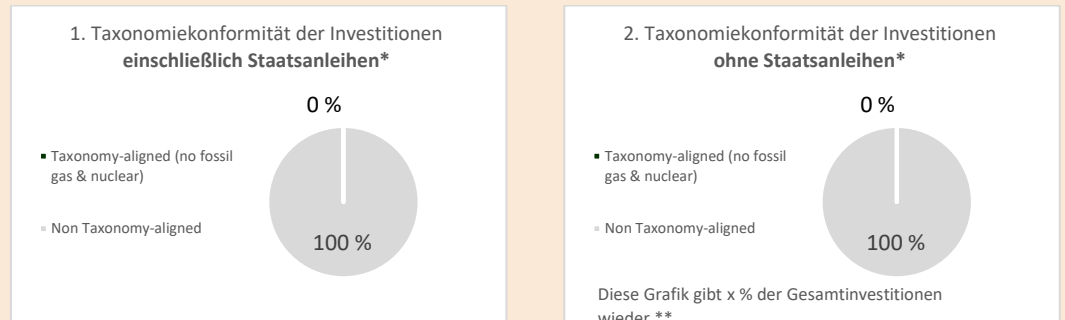 1. Taxonomiekonformität der Investitionen
einschließlich Staatsanleihen*
0 %
Taxonomy-aligned (no fossil
gas & nuclear)
Non Taxonomy-aligned
100 %
2. Taxonomiekonformität der Investitionen
ohne Staatsanleihen*
0 %
Taxonomy-aligned (no fossil
gas & nuclear)
Non Taxonomy-aligned
100 %
Diese Grafik gibt x % der Gesamtinvestitionen
wieder.**